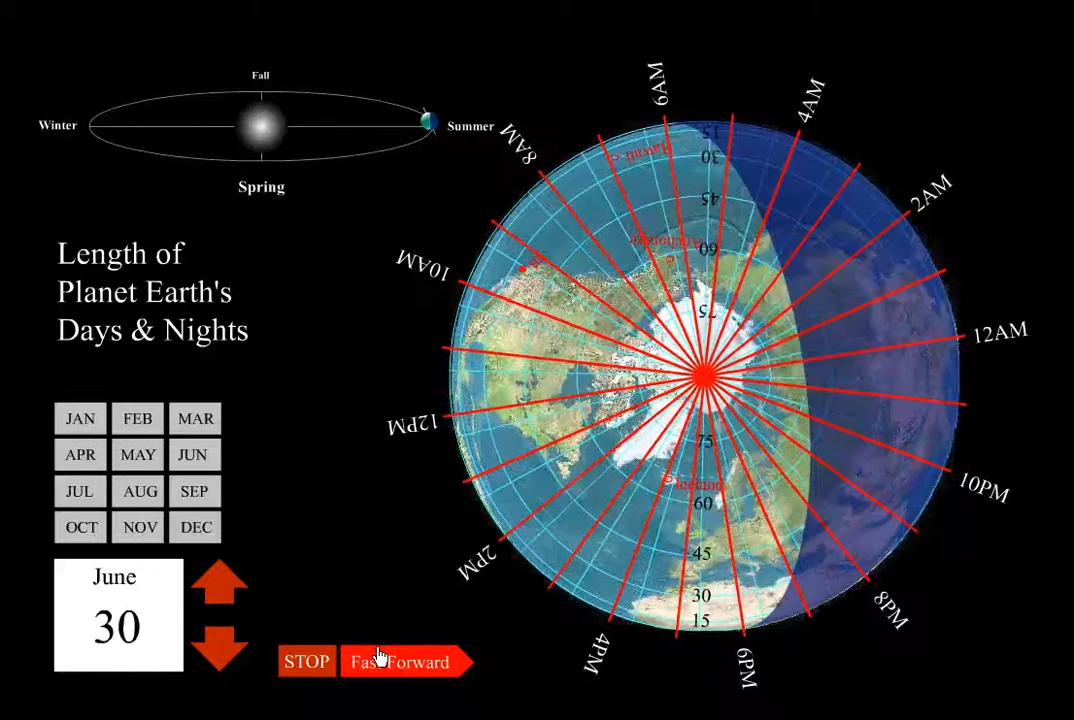 Fall
Winter
Summer
Spring
Length of
Planet Earth's
Days & Nights
JAN FEB MAR
APR MAY JUN
JUL AUG SEP
OCT NOV DEC
June
30
STOP
Fast Forward
6AM
4AM
2AM
12AM
10PM
8PM
6PM
4PM
2PM
12PM
10AM
8AM
15
30
45
60
75
Hawaii
Anchorage
75
Iceland
60
45
30
15